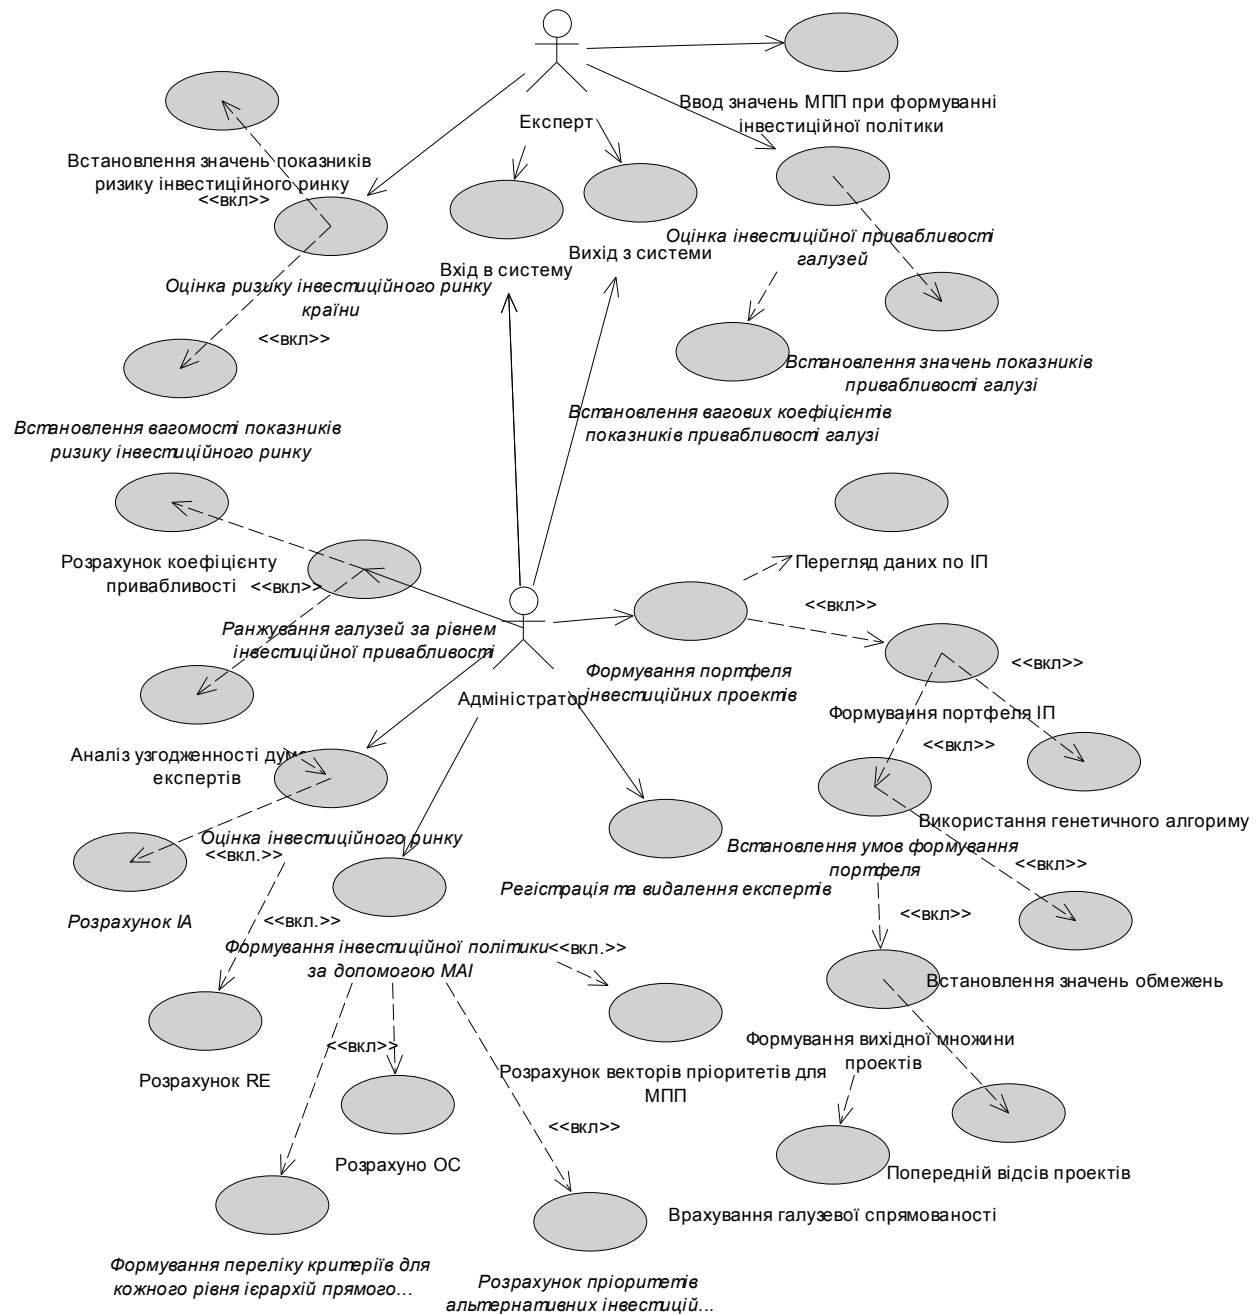 Експерт
Ввод значень МПП при формуванні
інвестиційної політики
Встановлення значень показників
ризику інвестиційного ринку
<<вкл>>
Оцінка інвестиційної привабливості
галузей
Вихід з системи
Вхід в систему
Оцінка ризику інвестиційного ринку
країни
<<вкл>>
Встановлення значень показників
привабливості галузі
Встановлення вагових коефіцієнтів
показників привабливості галузі
Встановлення вагомості показників
ризику інвестиційного ринку
Розрахунок коефіцієнту
привабливості
<<вкл>>
Перегляд даних по ІП
<<вкл>>
Ранжування галузей за рівнем
інвестиційної привабливості
Формування портфеля
інвестиційних проектів
<<вкл>>
Адміністратор
Формування портфеля ІП
<<вкл>>
Аналіз узгодженності дум
експертів
Використання генетичного алгориму
Оцінка інвестиційного ринку
<<вкл.>>
Встановлення умов формування
портфеля
<<вкл>>
Регістрація та видалення експертів
Розрахунок ІА
<<вкл.>>
<<вкл>>
Формування інвестиційної політики
за допомогою МАІ
<<вкл.>>
Встановлення значень обмежень
Формування вихідної множини
проектів
<<вкл>>
Розрахунок RE
Розрахунок векторів пріоритетів для
МПП
<<вкл>>
Розрахуно ОС
Попередній відсів проектів
Врахування галузевої спрямованості
Формування переліку критеріїв для
кожного рівня ієрархій прямого...
Розрахунок пріоритетів
альтернативних інвестицій...